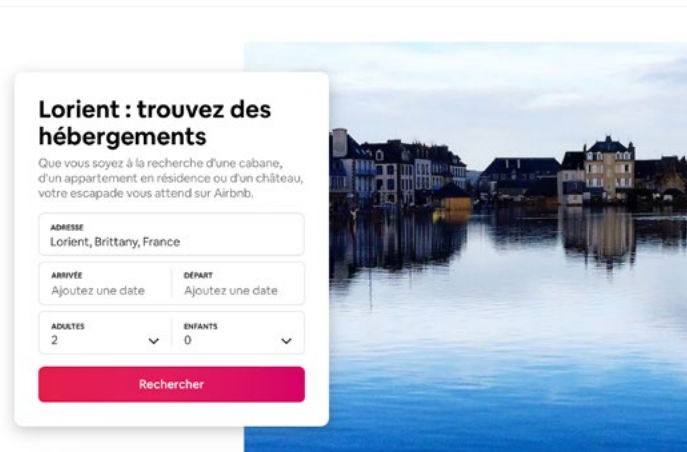 Lorient : trouvez des
hébergements
Que vous soyez à la recherche d'une cabane,
d'un appartement en résidence ou d'un château,
votre escapade vous attend sur Airbnb.
ADRESSE
Lorient, Brittany, France
ARRIVÉE
DÉPART
Ajoutez une date
Ajoutez une date
ADULTES
ENFANTS
2
0
Rechercher